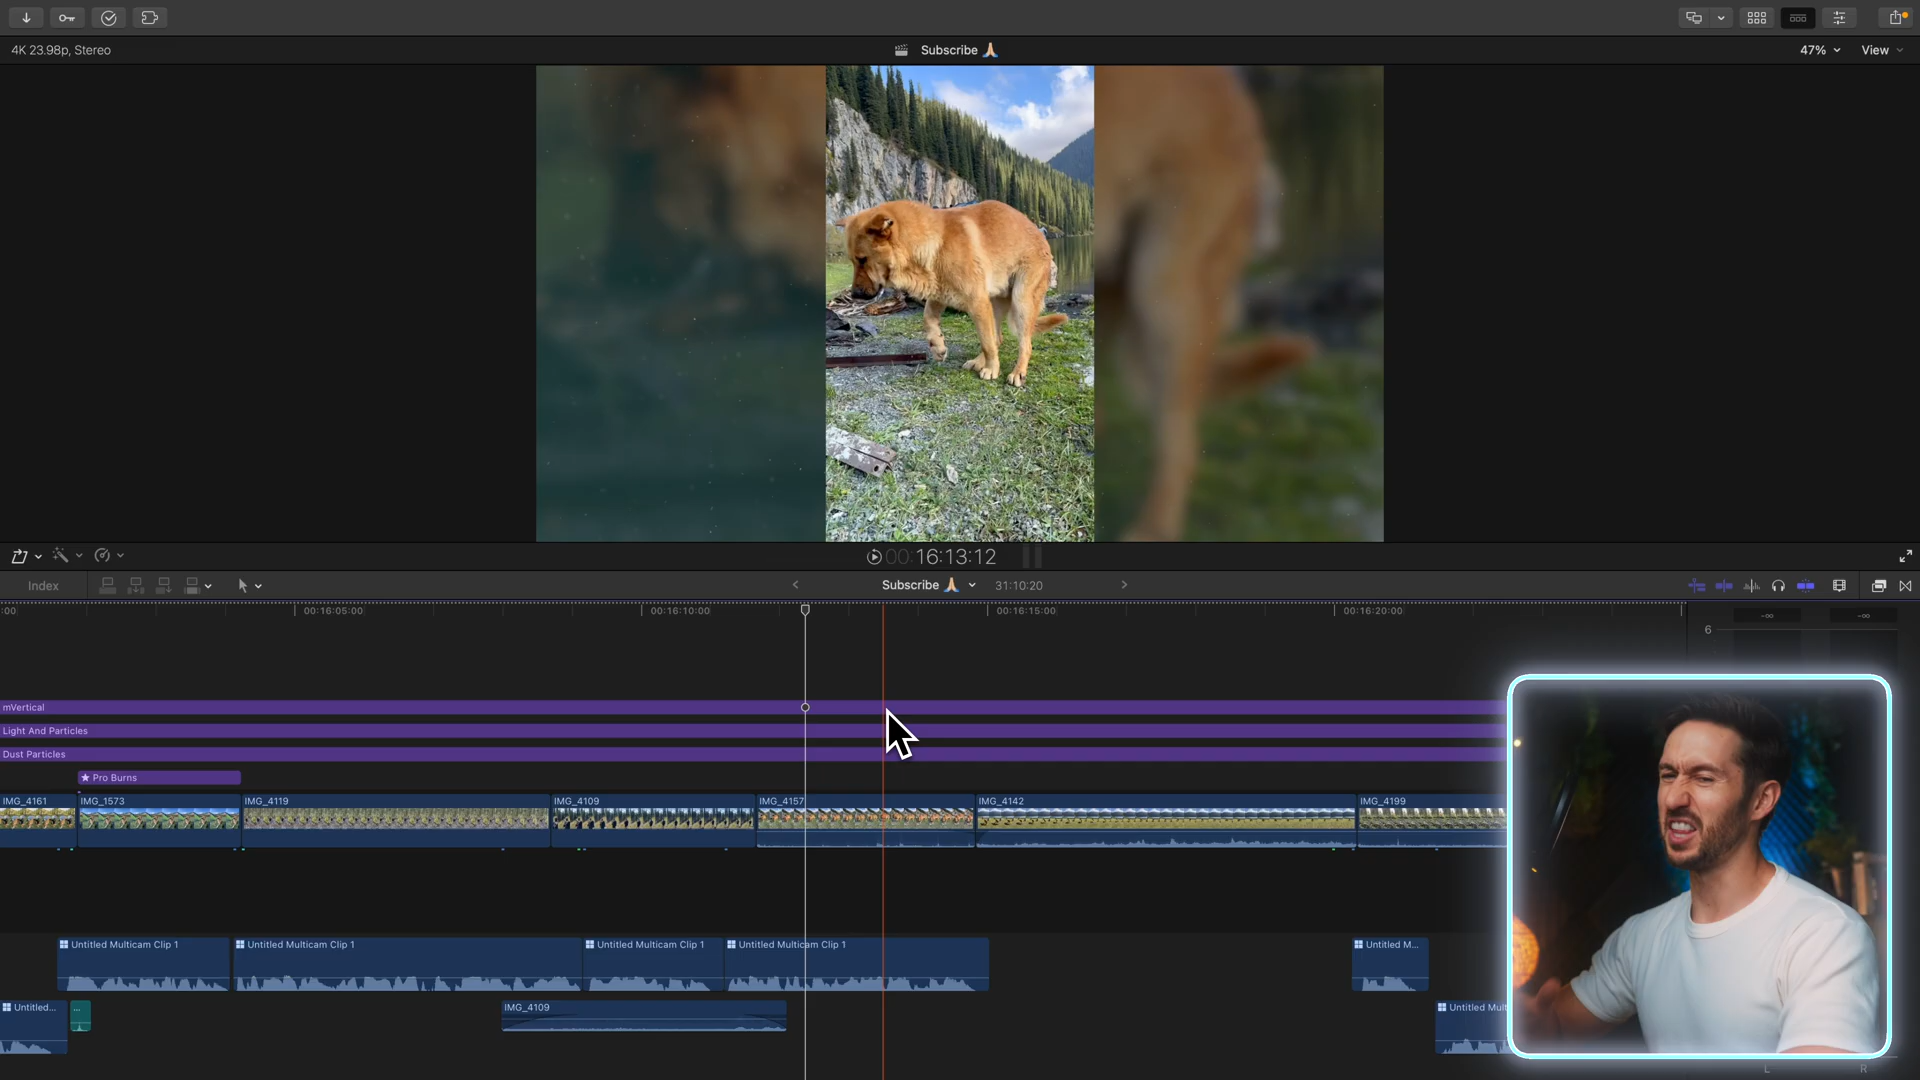 4K 23.98p, Stereo
Subscribe 🙏🏼
47%
View
00:16:13:12
Index
Subscribe 🙏🏼
31:10:20
:00
00:16:05:00
00:16:10:00
00:16:15:00
00:16:20:00
-∞
-∞
6
mVertical
Light And Particles
Dust Particles
Pro Burns
IMG_4161
IMG_1573
IMG_4119
IMG_4109
IMG_4157
IMG_4142
IMG_4199
Untitled Multicam Clip 1
Untitled Multicam Clip 1
Untitled Multicam Clip 1
Untitled Multicam Clip 1
Untitled M...
Untitled...
...
IMG_4109
Untitled Mult
L
R